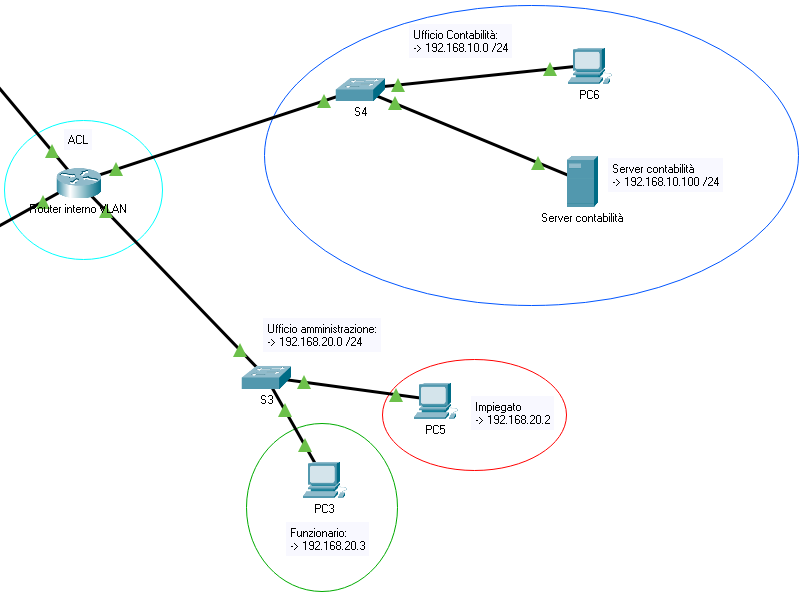 Ufficio Contabilità:
-> 192.168.10.0 /24
PC6
S4
ACL
Server contabilità
-> 192.168.10.100 /24
Router interno VLAN
Server contabilità
Ufficio amministrazione:
-> 192.168.20.0 /24
S3
Impiegato
-> 192.168.20.2
PC5
PC3
Funzionario:
-> 192.168.20.3